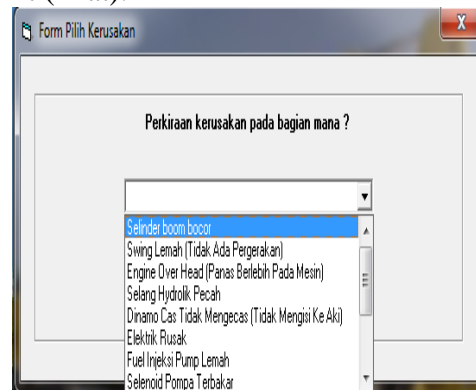 Form Pilih Kerusakan
X
Perkiraan kerusakan pada bagian mana ?
Selinder boom bocor
Swing Lemah (Tidak Ada Pergerakan)
Engine Over Head (Panas Berlebih Pada Mesin)
Selang Hydrolik Pecah
Dinamo Cas Tidak Mengecas (Tidak Mengisi Ke Aki)
Elektrik Rusak
Fuel Injeksi Pump Lemah
Selenoid Pompa Terbakar